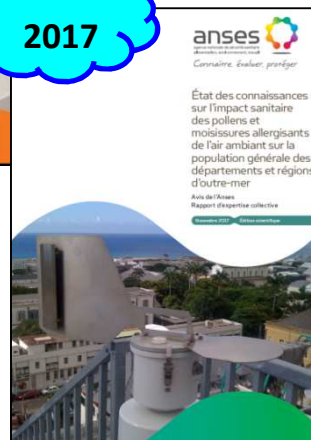 2017
anses
agence nationale de sécurité sanitaire
alimentation, environnement, travail
Connaître, évaluer, protéger
État des connaissances
sur l'impact sanitaire
des pollens et
moisissures allergisants
de l'air ambiant sur la
population générale des
départements et régions
d'outre-mer
Avis de l'Anses
Rapport d'expertise collective
Novembre 2017
Édition scientifique